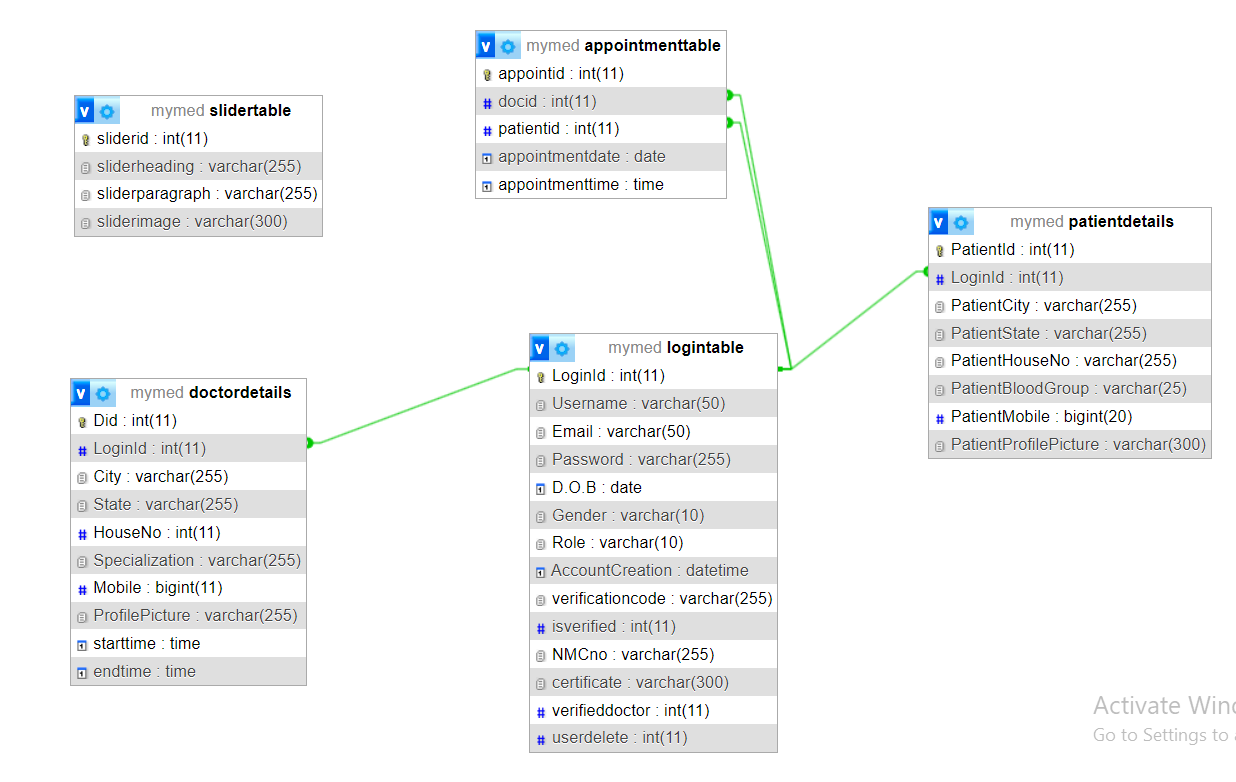 v mymed appointmenttable
appointid : int(11)
docid : int(11)
patientid : int(11)
appointmentdate : date
appointmenttime : time
v mymed slidertable
sliderid : int(11)
sliderheading : varchar(255)
sliderparagraph : varchar(255)
sliderimage : varchar(300)
v mymed patientdetails
PatientId : int(11)
LoginId : int(11)
PatientCity : varchar(255)
PatientState : varchar(255)
PatientHouseNo : varchar(255)
PatientBloodGroup : varchar(25)
PatientMobile : bigint(20)
PatientProfilePicture : varchar(300)
v mymed logintable
LoginId : int(11)
Username : varchar(50)
Email : varchar(50)
Password : varchar(255)
D.O.B : date
Gender : varchar(10)
Role : varchar(10)
AccountCreation : datetime
verificationcode : varchar(255)
isverified : int(11)
NMCno : varchar(255)
certificate : varchar(300)
verifieddoctor : int(11)
userdelete : int(11)
v mymed doctordetails
Did : int(11)
LoginId : int(11)
City : varchar(255)
State : varchar(255)
HouseNo : int(11)
Specialization : varchar(255)
Mobile : bigint(11)
ProfilePicture : varchar(255)
starttime : time
endtime : time
Activate Win
Go to Settings to